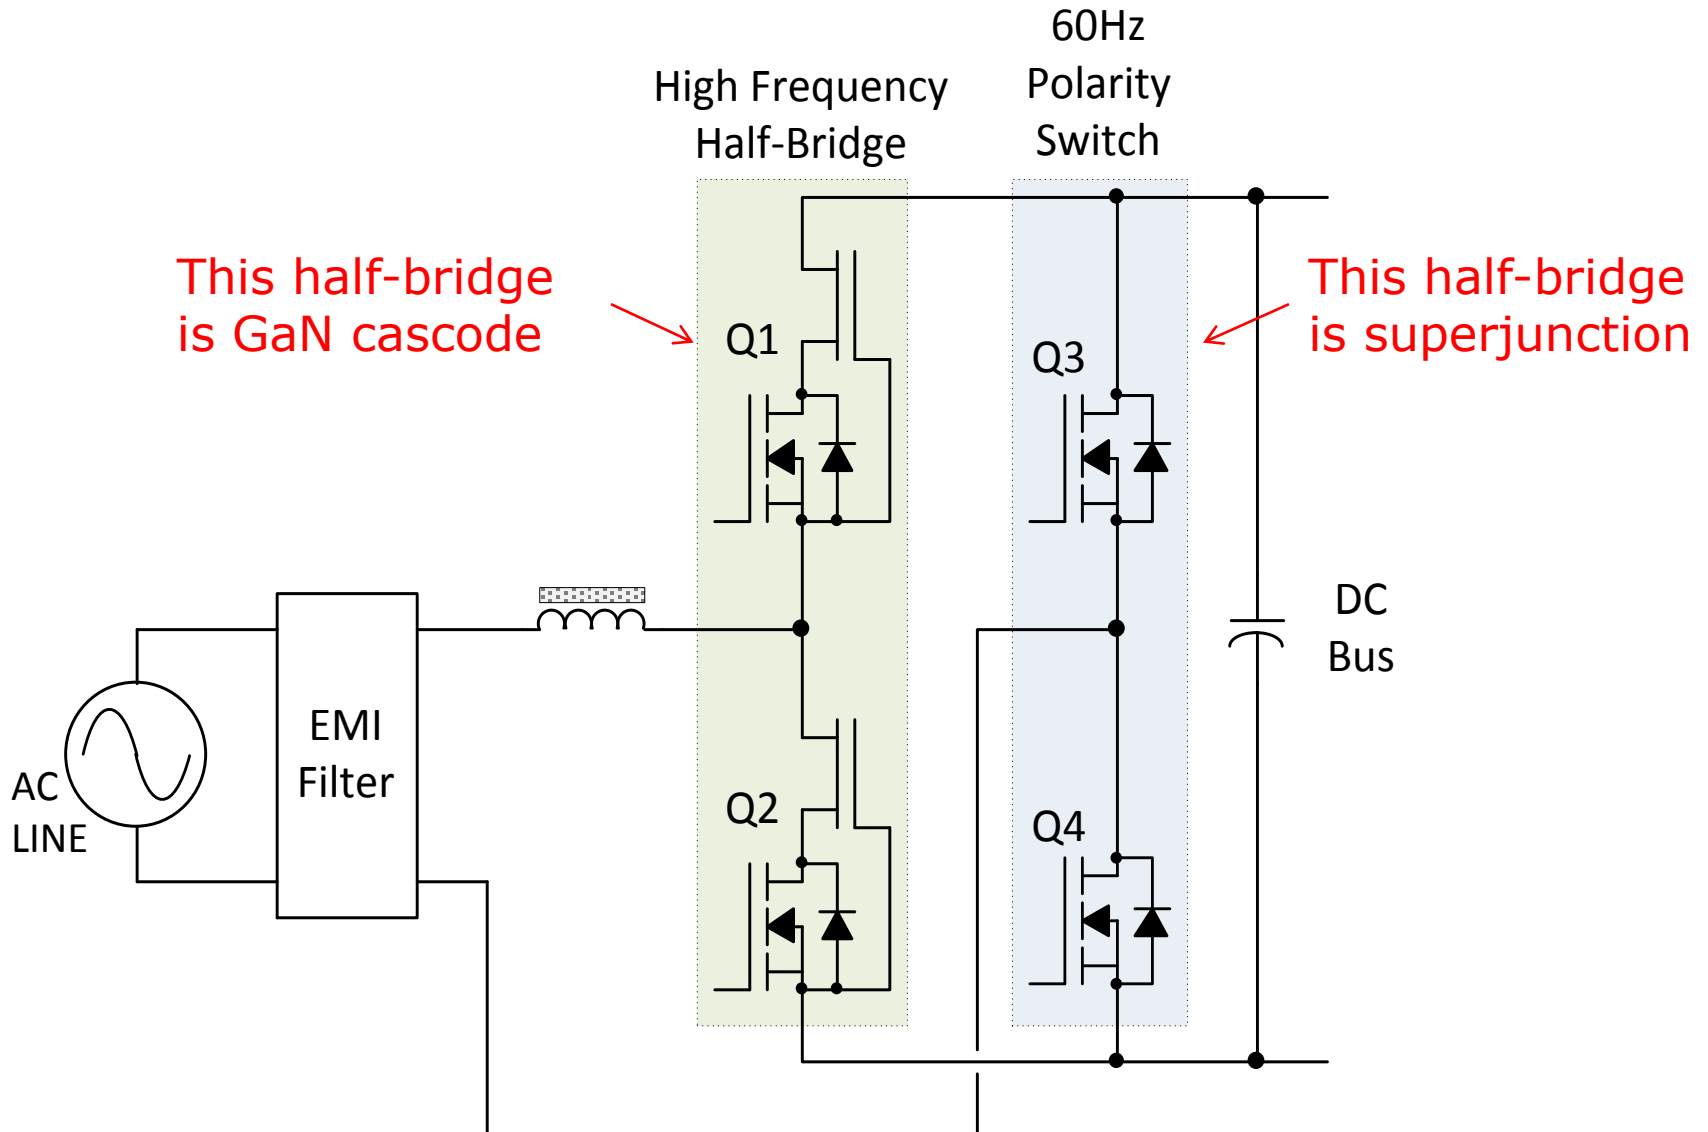 60Hz
Polarity
Switch
High Frequency
Half-Bridge
This half-bridge
is GaN cascode
This half-bridge
is superjunction
Q1
Q3
DC
Bus
EMI
Filter
AC
LINE
Q2
Q4